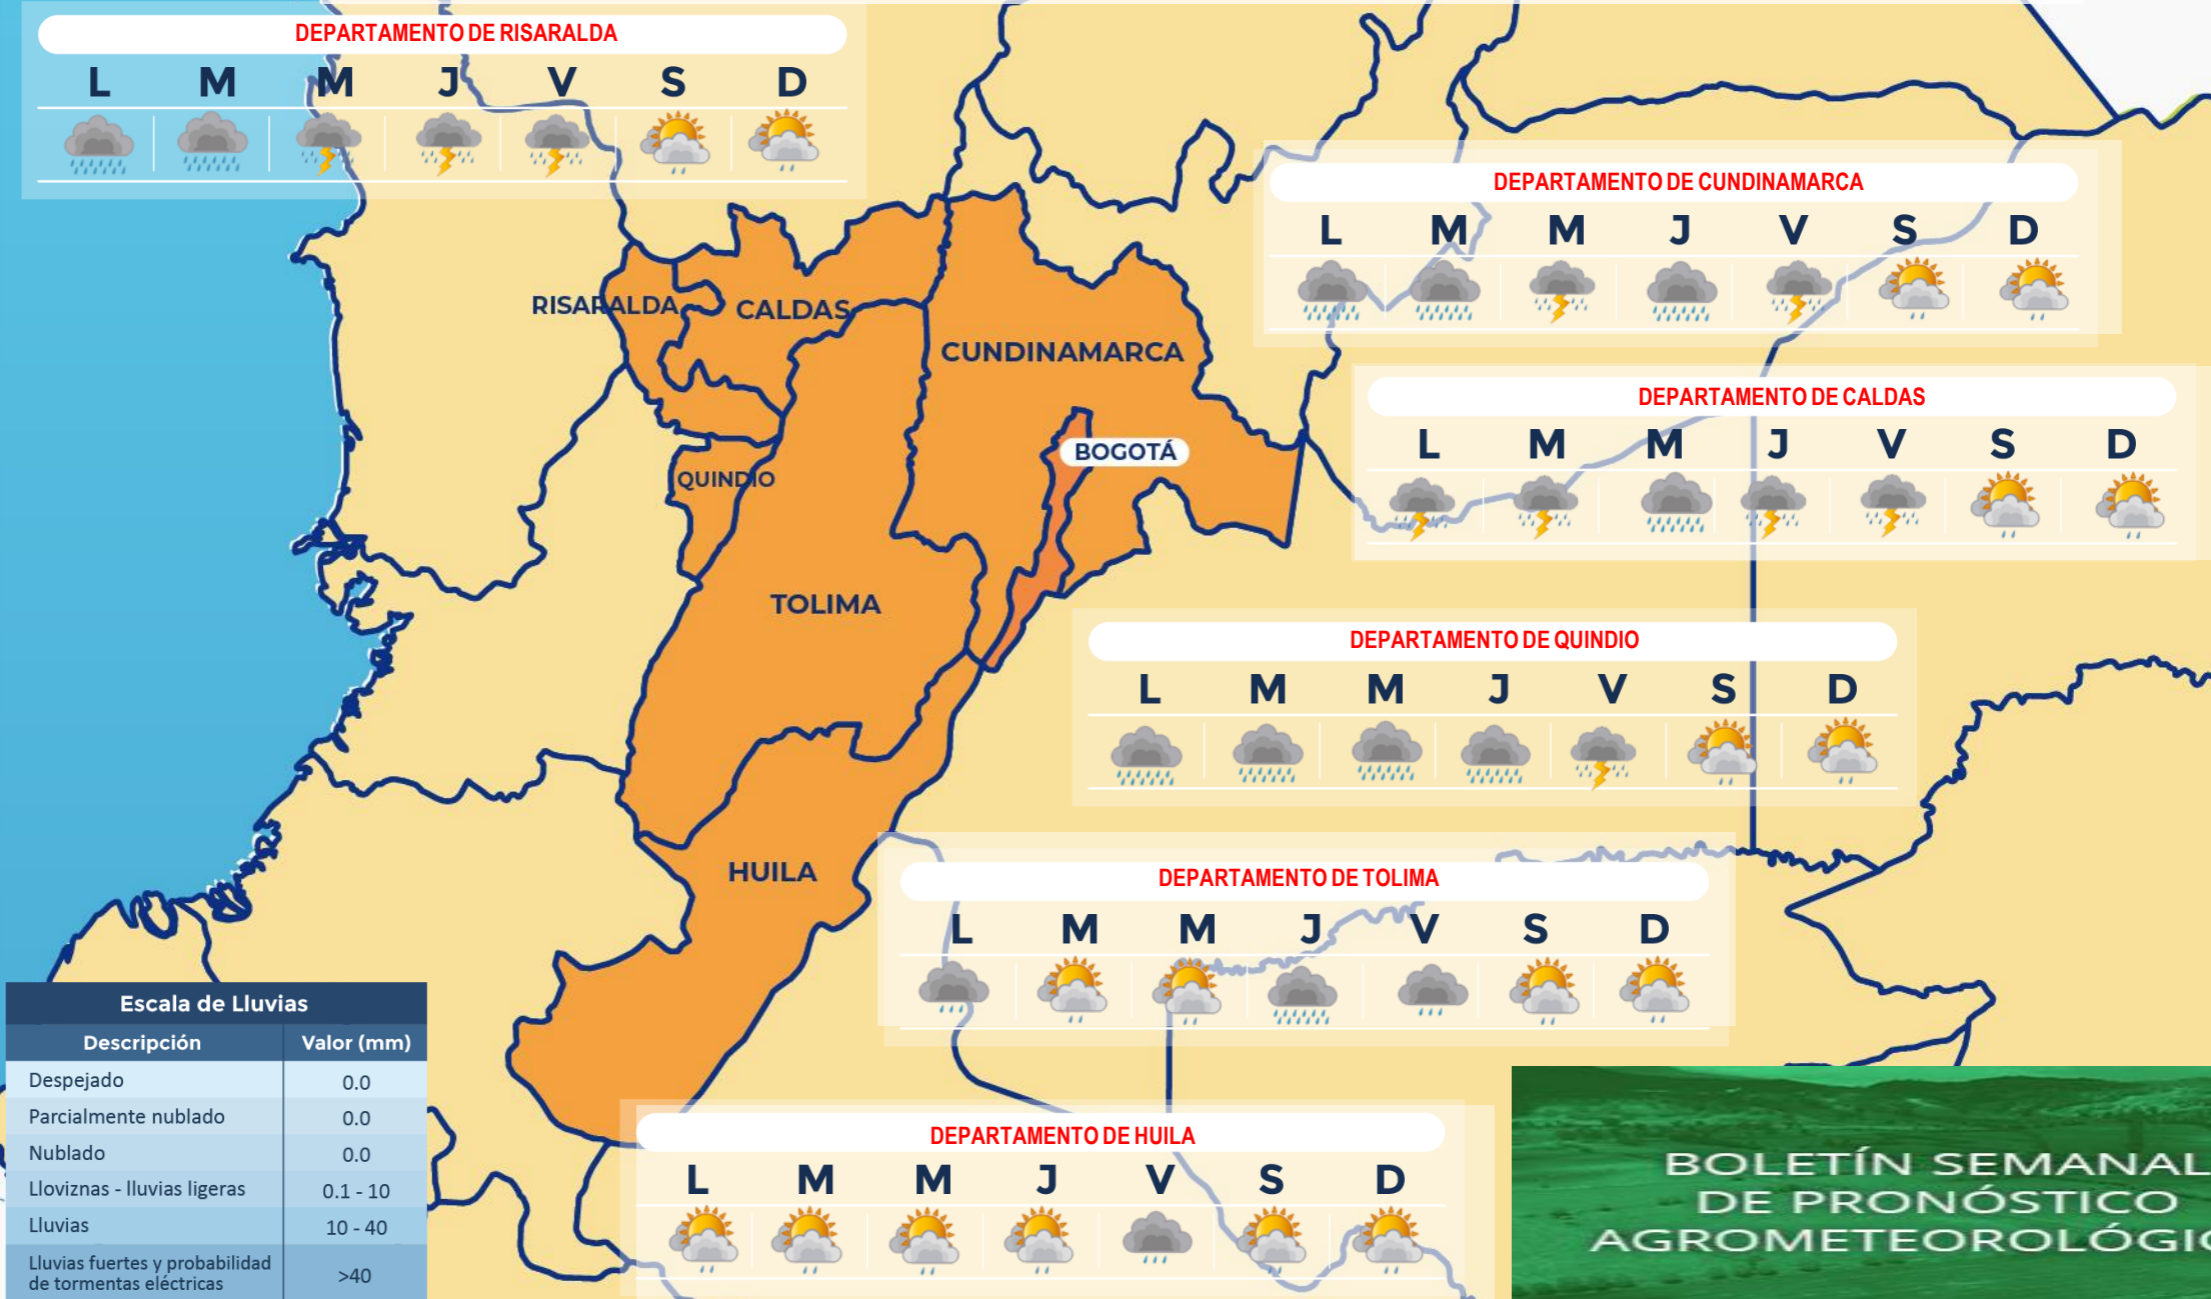 DEPARTAMENTO DE RISARALDA
L M M J V S D
DEPARTAMENTO DE CUNDINAMARCA
L M M J V S D
RISARALDA
CALDAS
CUNDINAMARCA
DEPARTAMENTO DE CALDAS
L M M J V S D
BOGOTÁ
QUINDIO
TOLIMA
DEPARTAMENTO DE QUINDIO
L M M J V S D
HUILA
DEPARTAMENTO DE TOLIMA
L M M J V S D
Escala de Lluvias
Descripción Valor (mm)
Despejado 0.0
Parcialmente nublado 0.0
Nublado 0.0
Lloviznas - lluvias ligeras 0.1 - 10
Lluvias 10 - 40
Lluvias fuertes y probabilidad
de tormentas eléctricas >40
DEPARTAMENTO DE HUILA
L M M J V S D
BOLETÍN SEMANAL
DE PRONÓSTICO